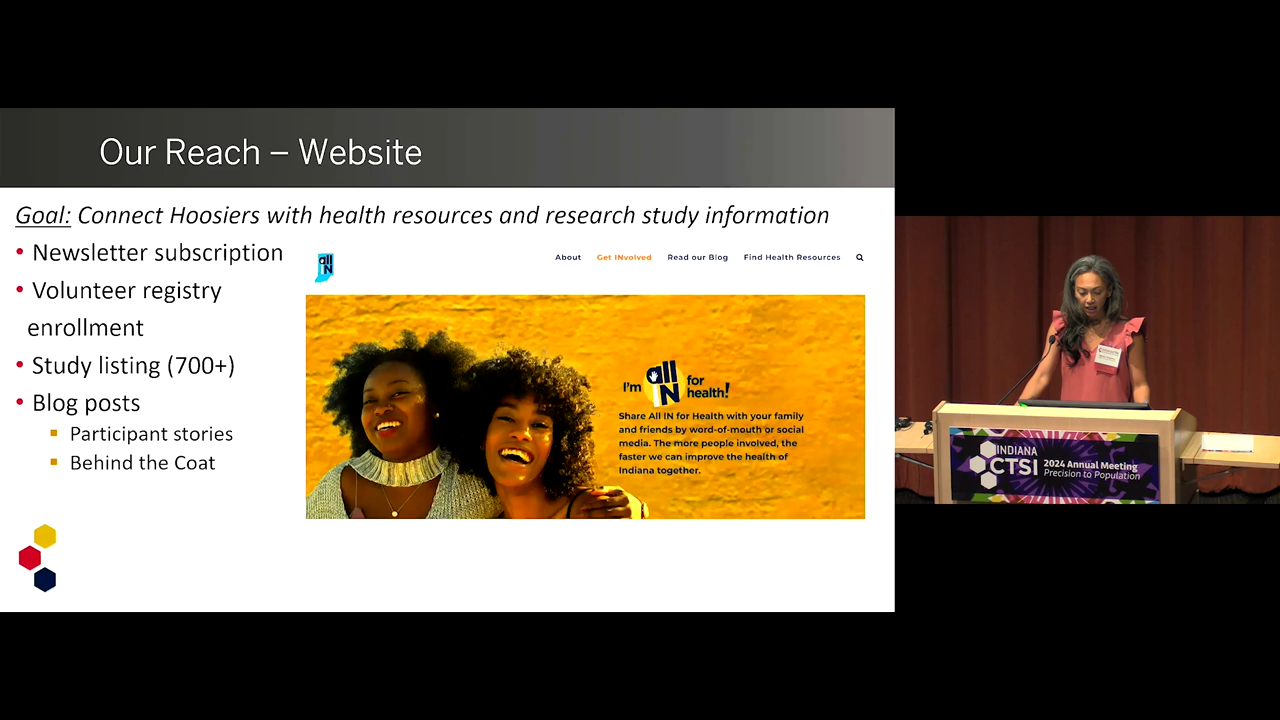 Our Reach – Website
Goal: Connect Hoosiers with health resources and research study information
• Newsletter subscription
• Volunteer registry
enrollment
• Study listing (700+)
• Blog posts
▪ Participant stories
▪ Behind the Coat
all
IN
About Get INvolved Read our Blog Find Health Resources
I'm all IN for health!
Share All IN for Health with your family
and friends by word-of-mouth or social
media. The more people involved, the
faster we can improve the health of
Indiana together.
INDIANA
CTSI
2024 Annual Meeting
Precision to Population